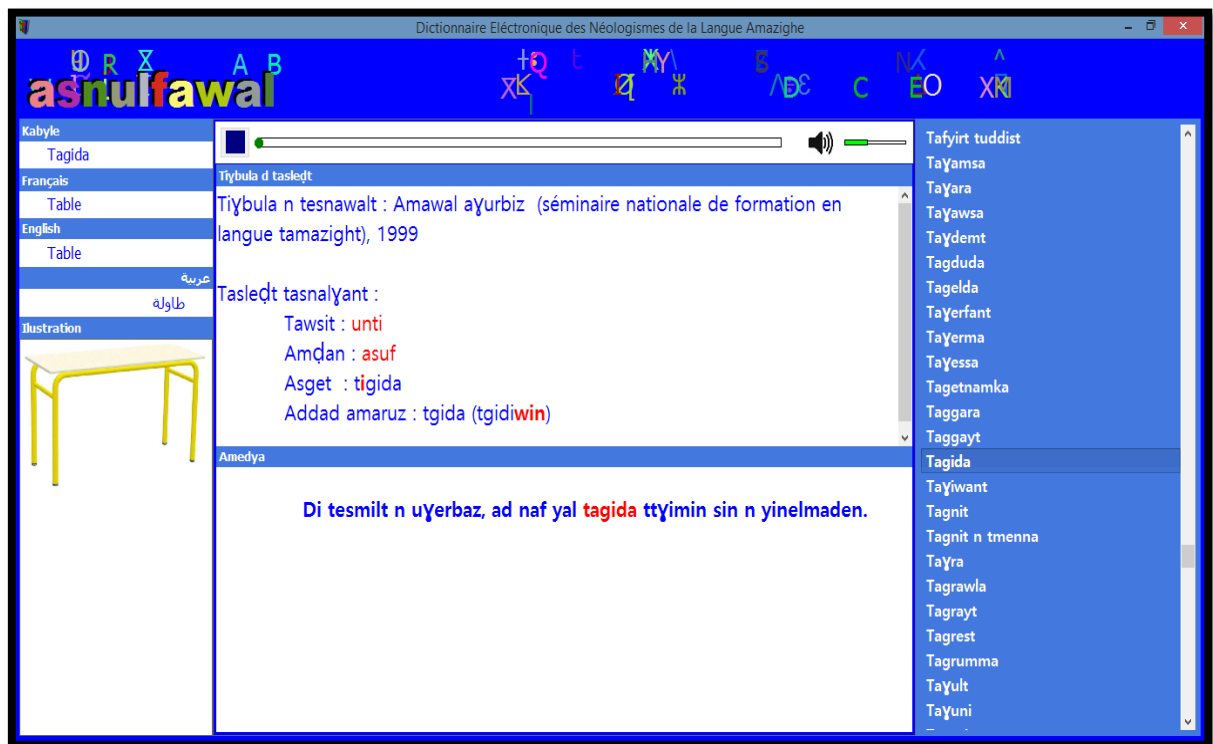 Dictionnaire Eléctronique des Néologismes de la Langue Amazighe
asnulfawal
Kabyle
Tagida
Français
Table
English
Table
عربية
طاولة
Ilustration
Tiɣbula d tasleḍt
Tiɣbula n tesnawalt : Amawal aɣurbiz (séminaire nationale de formation en
langue tamazight), 1999
Tasleḍt tasnalɣant :
Tawsit : unti
Amḍan : asuf
Asget : tigida
Addad amaruz : tgida (tgidiwin)
Amedya
Di tesmilt n uɣerbaz, ad naf yal tagida ttɣimin sin n yinelmaden.
Tafyirt tuddist
Taɣamsa
Taɣara
Taɣawsa
Taɣdemt
Tagduda
Tagelda
Taɣerfant
Taɣerma
Taɣessa
Tagetnamka
Taggara
Taggayt
Tagida
Taɣiwant
Tagnit
Tagnit n tmenna
Taɣra
Tagrawla
Tagrayt
Tagrest
Tagrumma
Taɣult
Taɣuni